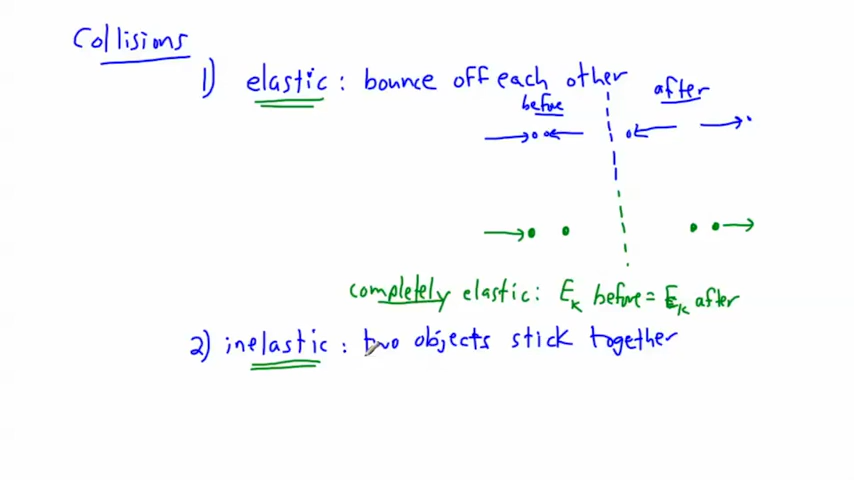 Collisions
1) elastic: bounce off each other
before after
completely elastic: Ek before = Ek after
2) inelastic: two objects stick together